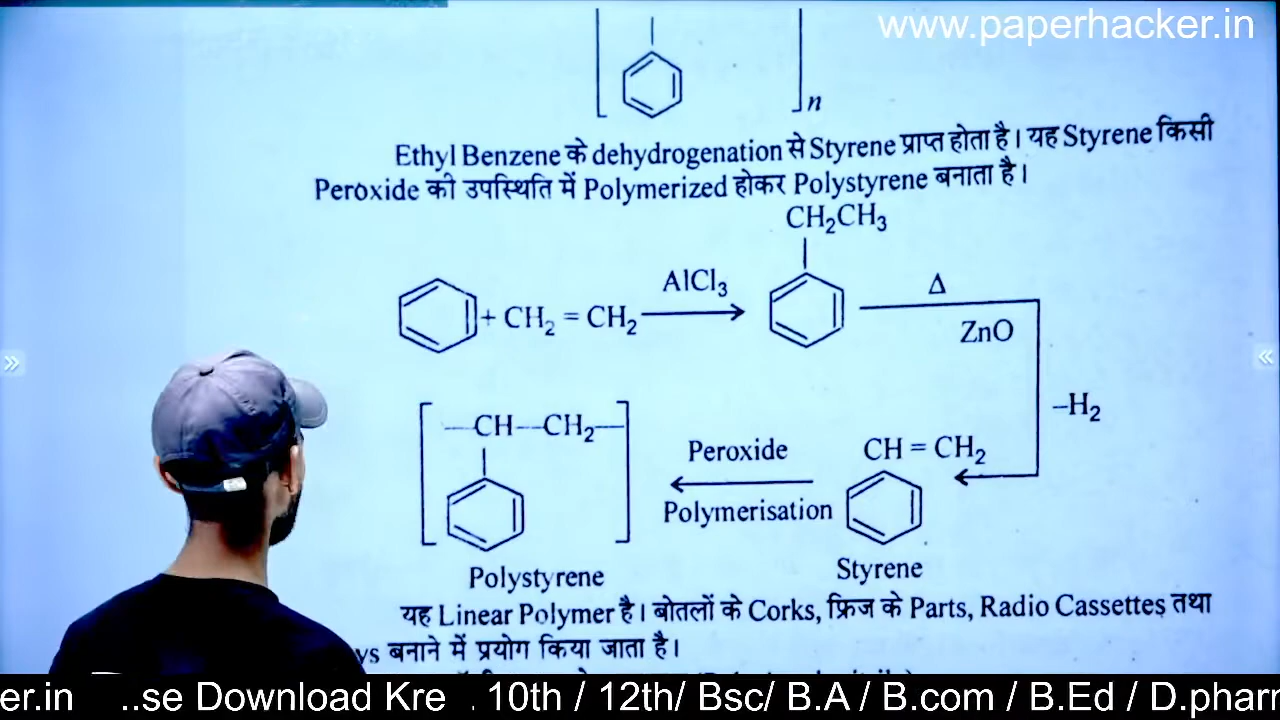 www.paperhacker.in
n
Ethyl Benzene के dehydrogenation से Styrene प्राप्त होता है। यह Styrene किसी
Peroxide की उपस्थिति में Polymerized होकर Polystyrene बनाता है।
CH₂CH₃
+ CH₂ = CH₂
AlCl₃
Δ
ZnO
–H₂
CH = CH₂
Styrene
Peroxide
Polymerisation
—CH—CH₂—
Polystyrene
यह Linear Polymer है। बोतलों के Corks, फ्रिज के Parts, Radio Cassettes तथा
ys बनाने में प्रयोग किया जाता है।
er.in ..se Download Kre . 10th / 12th/ Bsc/ B.A / B.com / B.Ed / D.pharr